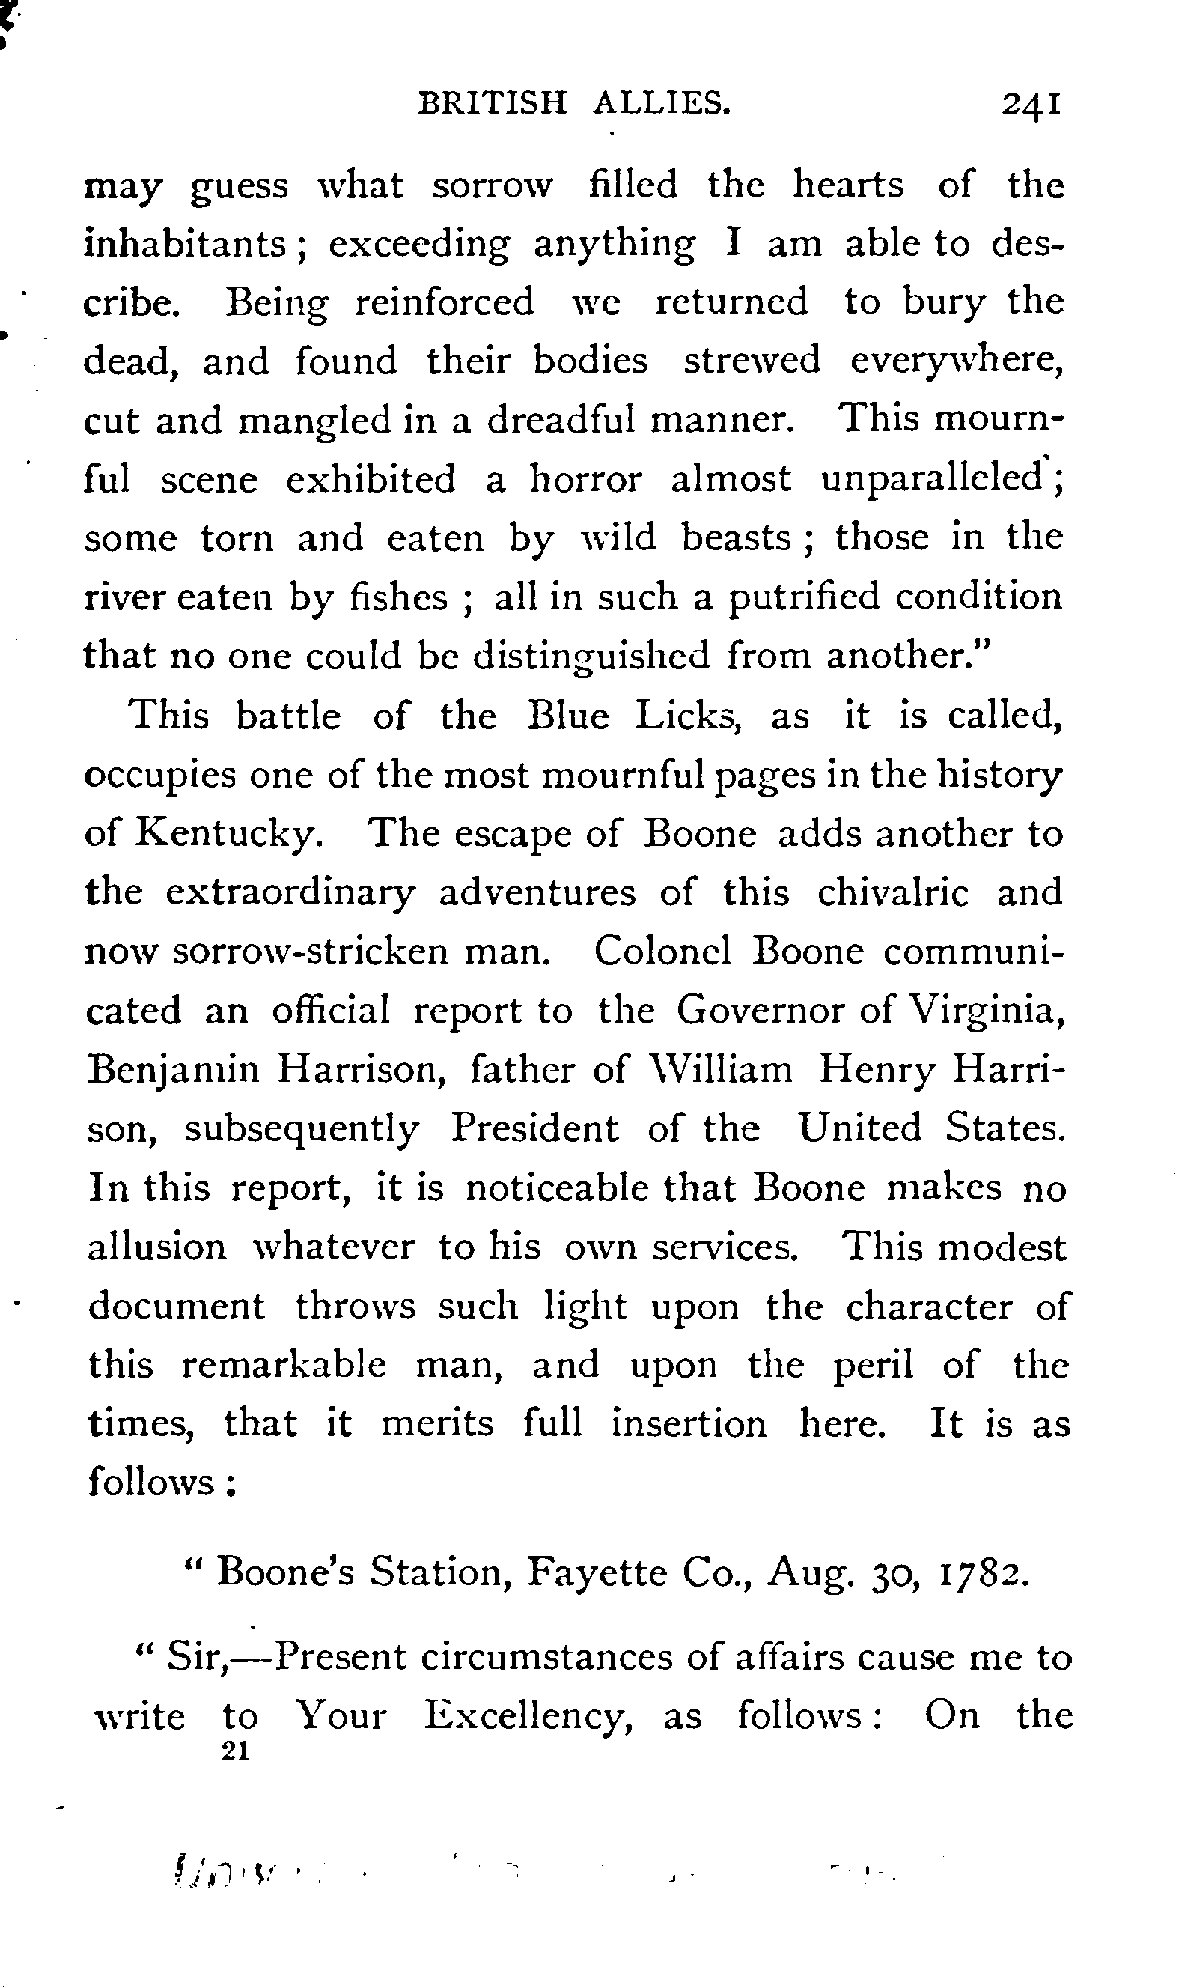 BRITISH ALLIES. 241
may guess what sorrow filled the hearts of the
inhabitants ; exceeding anything I am able to des-
cribe. Being reinforced we returned to bury the
dead, and found their bodies strewed everywhere,
cut and mangled in a dreadful manner. This mourn-
ful scene exhibited a horror almost unparalleled ;
some torn and eaten by wild beasts ; those in the
river eaten by fishes ; all in such a putrified condition
that no one could be distinguished from another.”
This battle of the Blue Licks, as it is called,
occupies one of the most mournful pages in the history
of Kentucky. The escape of Boone adds another to
the extraordinary adventures of this chivalric and
now sorrow-stricken man. Colonel Boone communi-
cated an official report to the Governor of Virginia,
Benjamin Harrison, father of William Henry Harri-
son, subsequently President of the United States.
In this report, it is noticeable that Boone makes no
allusion whatever to his own services. This modest
document throws such light upon the character of
this remarkable man, and upon the peril of the
times, that it merits full insertion here. It is as
follows :
“ Boone’s Station, Fayette Co., Aug. 30, 1782.
“ Sir,—Present circumstances of affairs cause me to
write to Your Excellency, as follows : On the
21